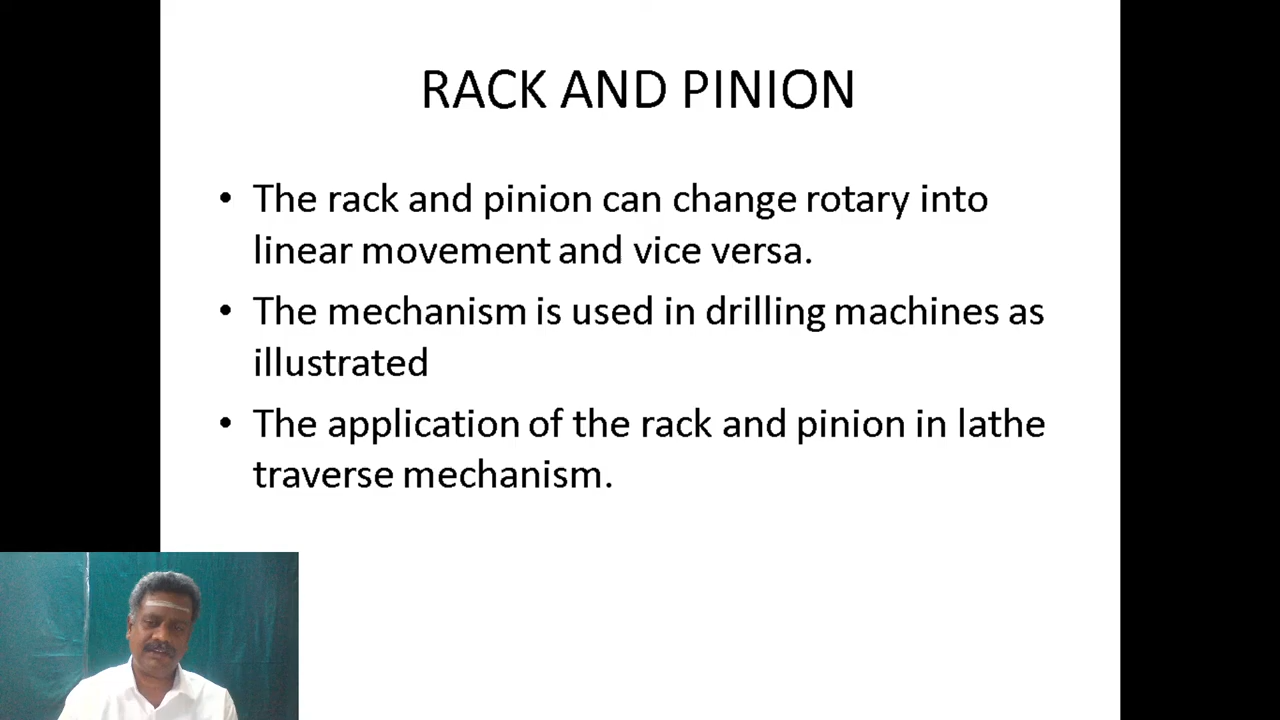 RACK AND PINION
• The rack and pinion can change rotary into
linear movement and vice versa.
• The mechanism is used in drilling machines as
illustrated
• The application of the rack and pinion in lathe
traverse mechanism.